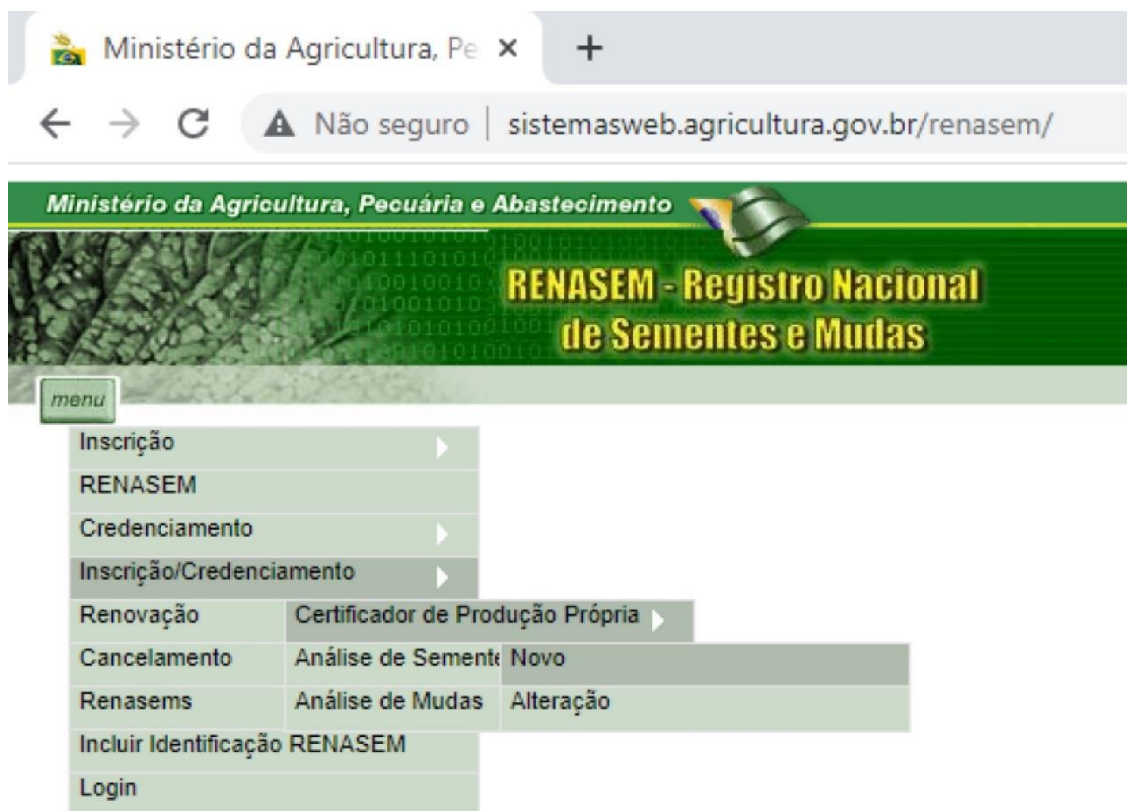 Ministério da Agricultura, Pe
Não seguro | sistemasweb.agricultura.gov.br/renasem/
Ministério da Agricultura, Pecuária e Abastecimento
RENASEM - Registro Nacional
de Sementes e Mudas
menu
Inscrição
RENASEM
Credenciamento
Inscrição/Credenciamento
Renovação Certificador de Produção Própria
Cancelamento Análise de Semente Novo
Renasems Análise de Mudas Alteração
Incluir Identificação RENASEM
Login